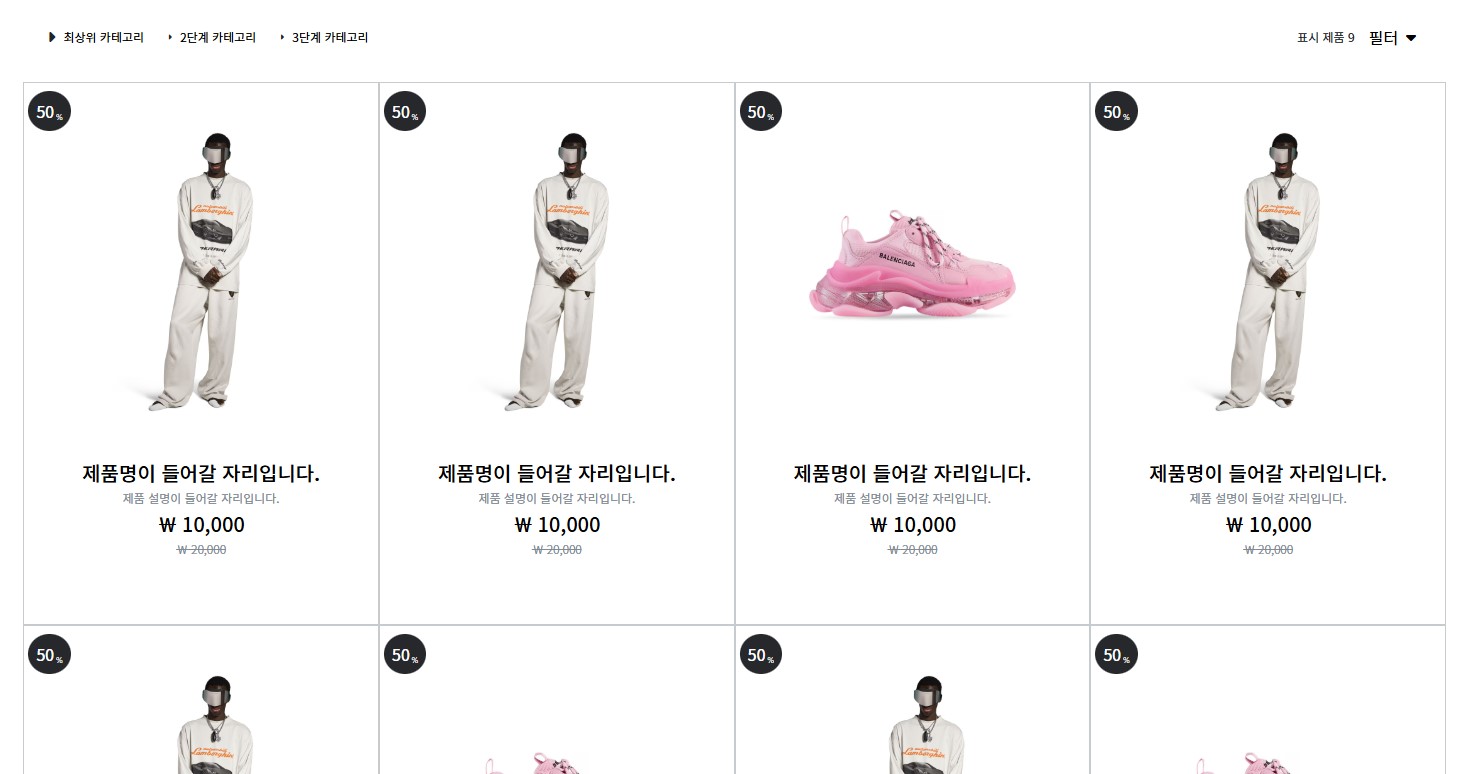 최상위 카테고리 2단계 카테고리 3단계 카테고리 표시 제품 9 필터
50% 50% 50% 50%
Lamborghini Lamborghini BALENCIAGA Lamborghini
제품명이 들어갈 자리입니다. 제품명이 들어갈 자리입니다. 제품명이 들어갈 자리입니다. 제품명이 들어갈 자리입니다.
제품 설명이 들어갈 자리입니다. 제품 설명이 들어갈 자리입니다. 제품 설명이 들어갈 자리입니다. 제품 설명이 들어갈 자리입니다.
₩ 10,000 ₩ 10,000 ₩ 10,000 ₩ 10,000
₩ 20,000 ₩ 20,000 ₩ 20,000 ₩ 20,000
50% 50% 50% 50%
Lamborghini Lamborghini